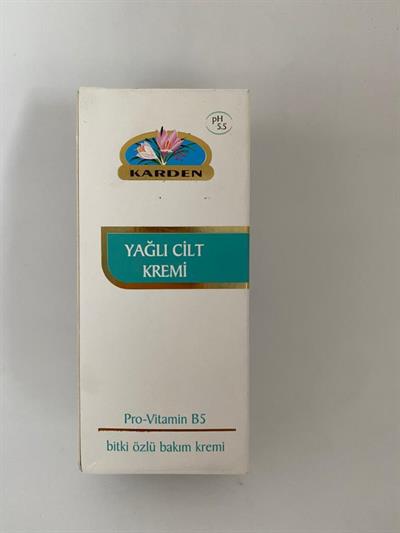 pH
5.5
KARDEN
YAĞLI CİLT
KREMİ
Pro-Vitamin B5
bitki özlü bakım kremi